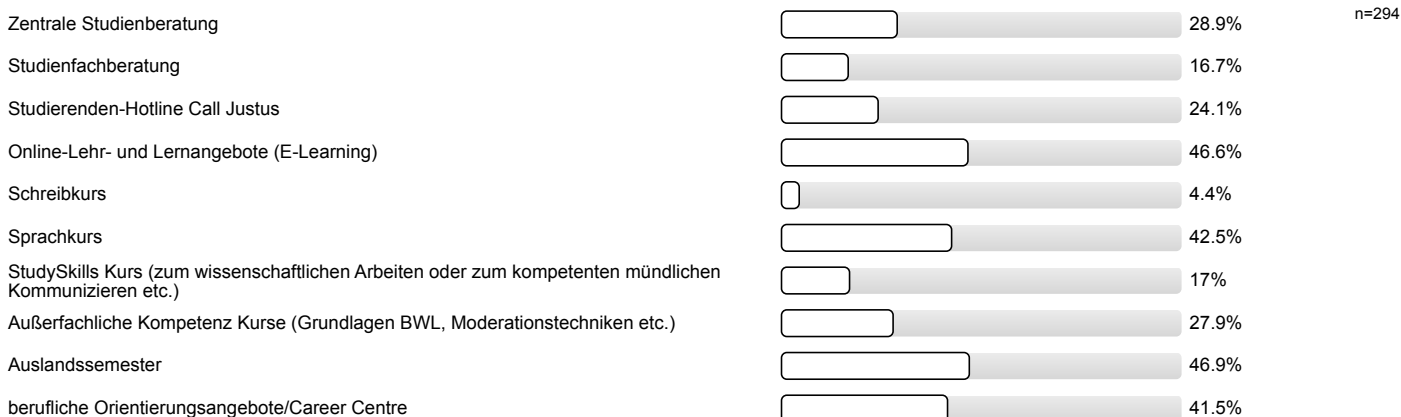 Zentrale Studienberatung 28.9% n=294
Studienfachberatung 16.7%
Studierenden-Hotline Call Justus 24.1%
Online-Lehr- und Lernangebote (E-Learning) 46.6%
Schreibkurs 4.4%
Sprachkurs 42.5%
StudySkills Kurs (zum wissenschaftlichen Arbeiten oder zum kompetenten mündlichen
Kommunizieren etc.) 17%
Außerfachliche Kompetenz Kurse (Grundlagen BWL, Moderationstechniken etc.) 27.9%
Auslandssemester 46.9%
berufliche Orientierungsangebote/Career Centre 41.5%